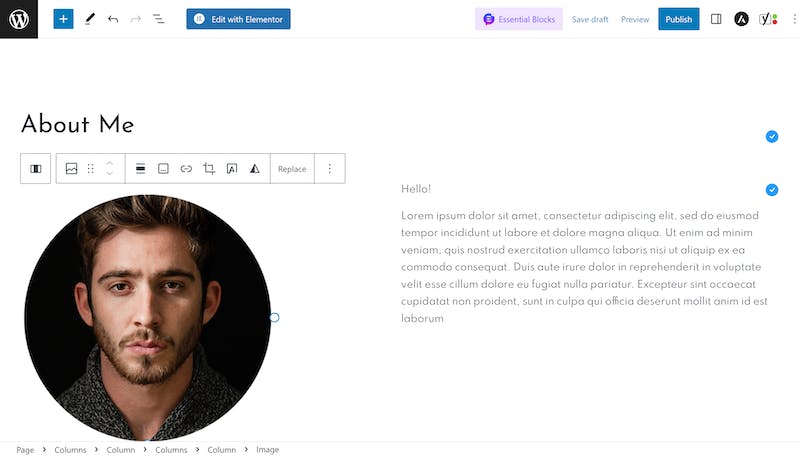 Edit with Elementor
Essential Blocks
Save draft
Preview
Publish
About Me
Replace
Hello!
Lorem ipsum dolor sit amet, consectetur adipiscing elit, sed do eiusmod
tempor incididunt ut labore et dolore magna aliqua. Ut enim ad minim
veniam, quis nostrud exercitation ullamco laboris nisi ut aliquip ex ea
commodo consequat. Duis aute irure dolor in reprehenderit in voluptate
velit esse cillum dolore eu fugiat nulla pariatur. Excepteur sint occaecat
cupidatat non proident, sunt in culpa qui officia deserunt mollit anim id est
laborum
Page > Columns > Column > Columns > Column > Image